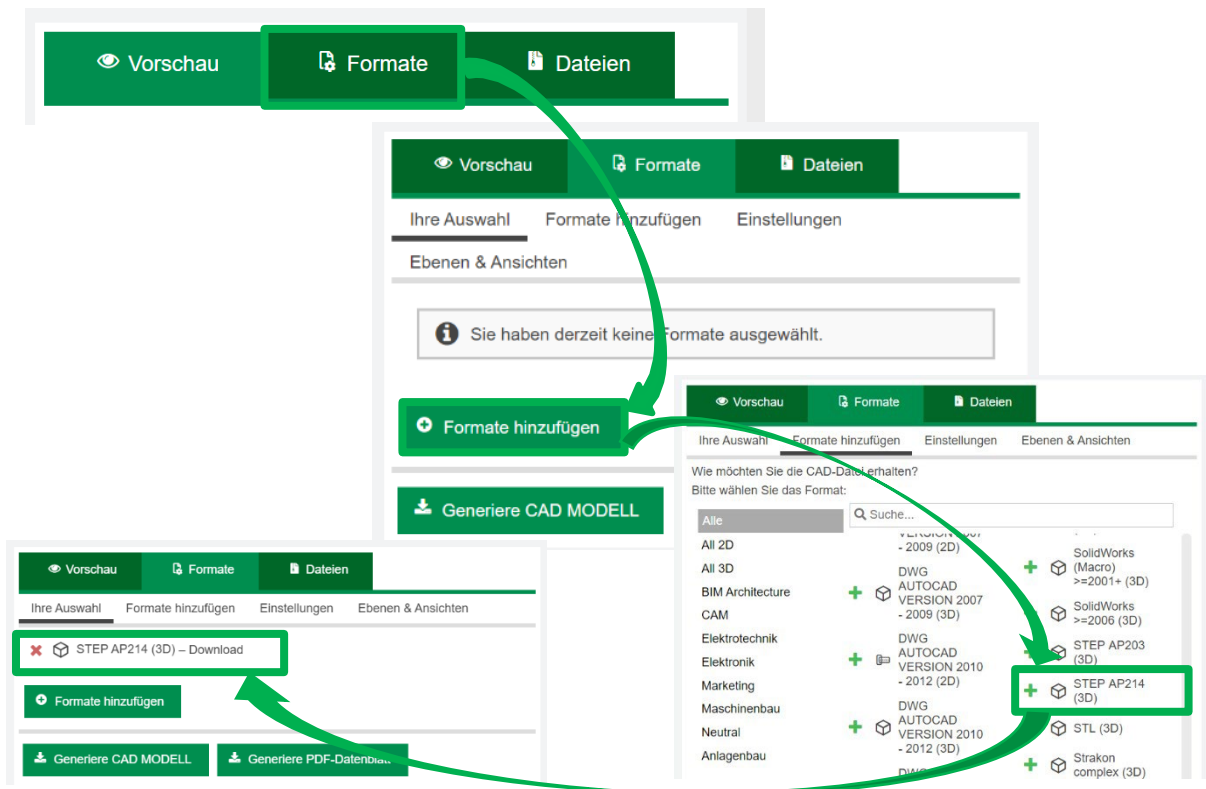 Vorschau Formate Dateien
Vorschau Formate Dateien
Ihre Auswahl Formate hinzufügen Einstellungen
Ebenen & Ansichten
Sie haben derzeit keine Formate ausgewählt.
Formate hinzufügen
Generiere CAD MODELL
Vorschau Formate Dateien
Ihre Auswahl Formate hinzufügen Einstellungen Ebenen & Ansichten
Wie möchten Sie die CAD-Datei erhalten?
Bitte wählen Sie das Format:
Alle
Suche...
All 2D
All 3D
BIM Architecture
CAM
Elektrotechnik
Elektronik
Marketing
Maschinenbau
Neutral
Anlagenbau
VERSION 2007
- 2009 (2D)
DWG
AUTOCAD
VERSION 2007
- 2009 (3D)
DWG
AUTOCAD
VERSION 2010
- 2012 (2D)
DWG
AUTOCAD
VERSION 2010
- 2012 (3D)
SolidWorks
(Macro)
>=2001+ (3D)
SolidWorks
>=2006 (3D)
STEP AP203
(3D)
STEP AP214
(3D)
STL (3D)
Strakon
complex (3D)
Vorschau Formate Dateien
Ihre Auswahl Formate hinzufügen Einstellungen Ebenen & Ansichten
STEP AP214 (3D) – Download
Formate hinzufügen
Generiere CAD MODELL Generiere PDF-Datenblatt